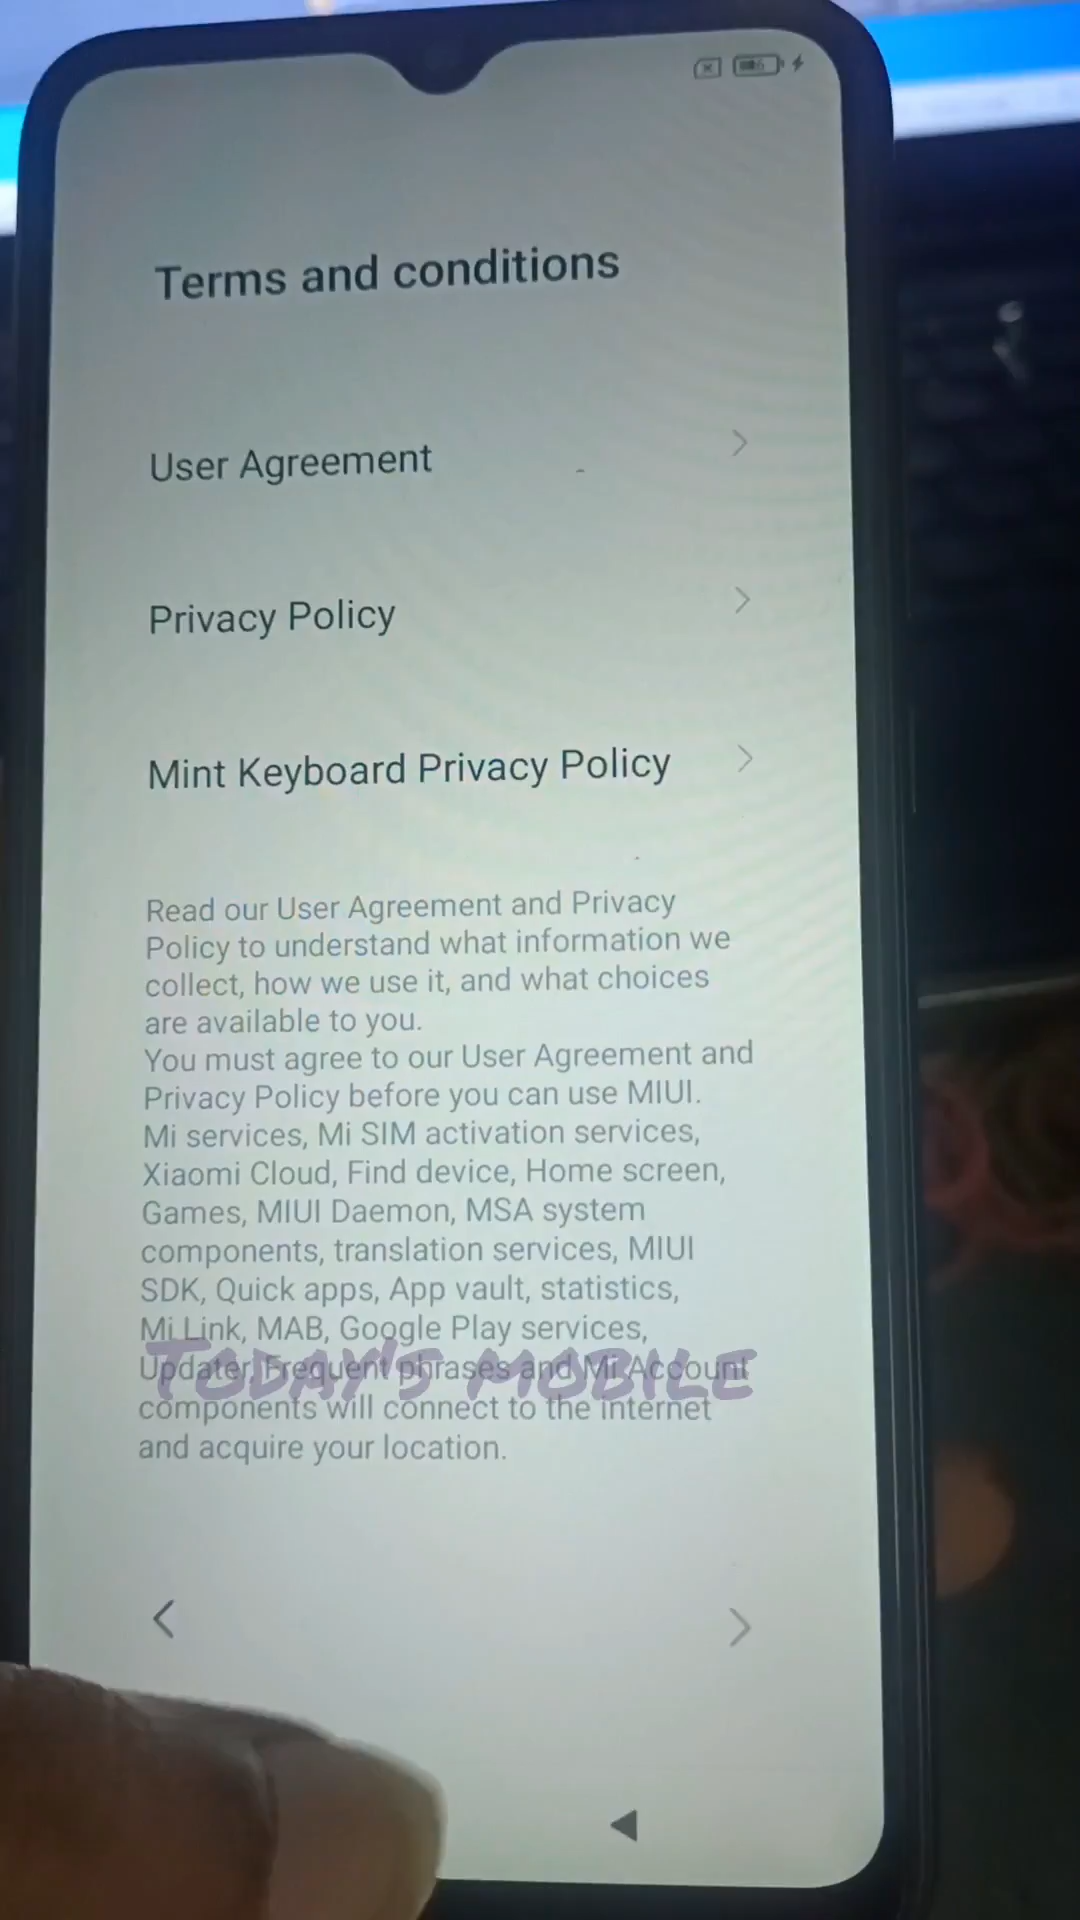 Terms and conditions
User Agreement
Privacy Policy
Mint Keyboard Privacy Policy
Read our User Agreement and Privacy
Policy to understand what information we
collect, how we use it, and what choices
are available to you.
You must agree to our User Agreement and
Privacy Policy before you can use MIUI.
Mi services, Mi SIM activation services,
Xiaomi Cloud, Find device, Home screen,
Games, MIUI Daemon, MSA system
components, translation services, MIUI
SDK, Quick apps, App vault, statistics,
Mi Link, MAB, Google Play services,
Updater, Frequent phrases and Mi Account
TODAY'S MOBILE
components will connect to the internet
and acquire your location.